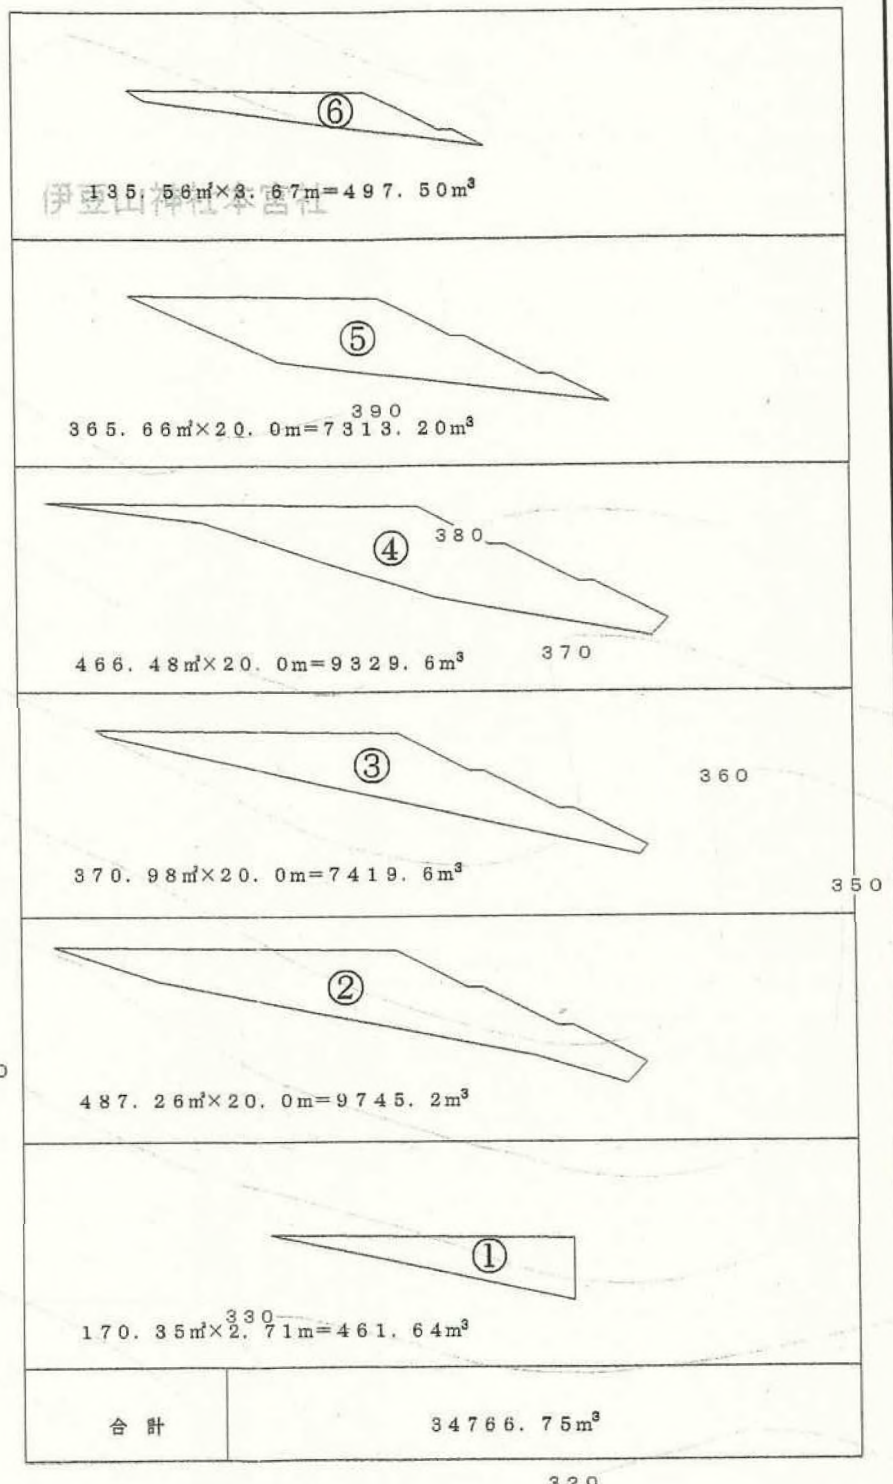 ⑥
135. 56㎡×3. 67m=497. 50m³
伊豆山神社本宮社
⑤
390
365. 66㎡×20. 0m=7313. 20m³
380
④
370
466. 48㎡×20. 0m=9329. 6m³
③
360
370. 98㎡×20. 0m=7419. 6m³
350
②
487. 26㎡×20. 0m=9745. 2m³
①
330
170. 35㎡×2. 71m=461. 64m³
合計 34766. 75m³